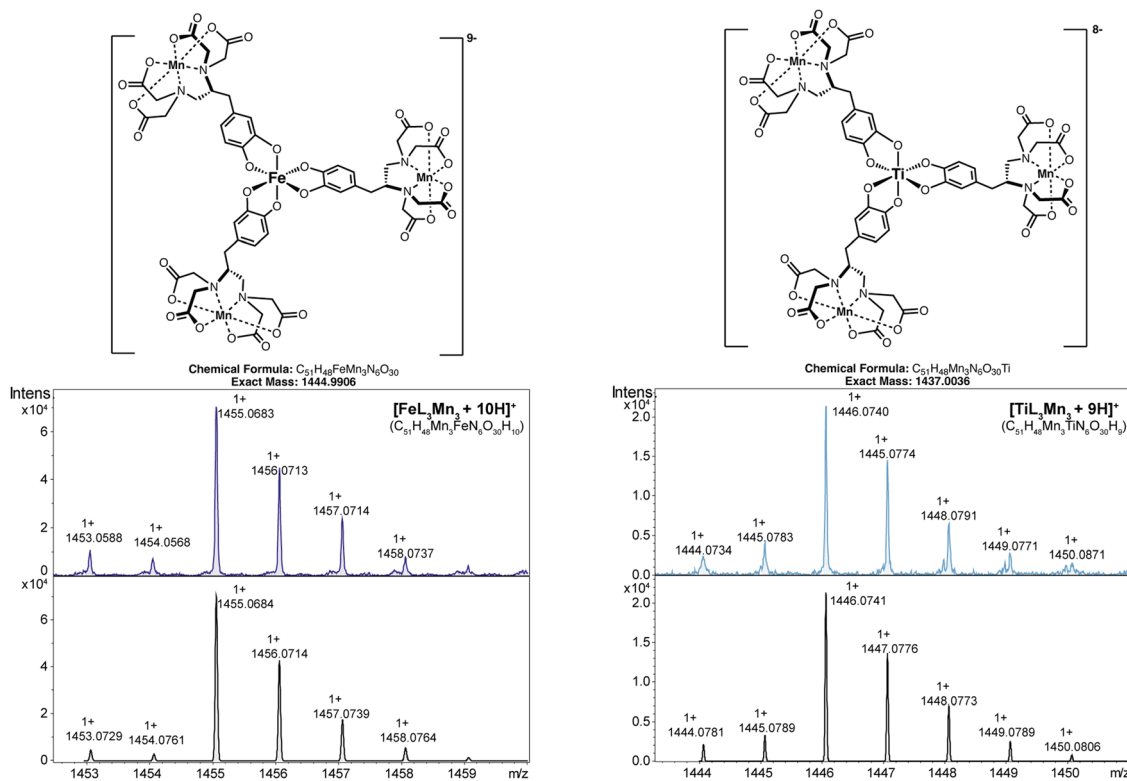 9-
O
O
O
O
O
Mn
N
O
N
O
O
O
O
O
Fe
O
O
O
O
O
O
O
N
Mn
O
N
O
O
O
O
O
O
O
O
N
N
O
O
Mn
O
O
O
O
Chemical Formula: C51H48FeMn3N6O30
Exact Mass: 1444.9906
8-
O
O
O
O
O
Mn
N
O
N
O
O
O
O
O
Ti
O
O
O
O
O
O
O
N
Mn
O
N
O
O
O
O
O
O
O
O
N
N
O
O
Mn
O
O
O
O
Chemical Formula: C51H48Mn3N6O30Ti
Exact Mass: 1437.0036
Intens
x10⁴
6
4
2
0
[FeL3Mn3 + 10H]⁺
(C51H48Mn3FeN6O30H10)
1+
1453.0588
1+
1454.0568
1+
1455.0683
1+
1456.0713
1+
1457.0714
1+
1458.0737
x10⁴
6
4
2
0
1+
1453.0729
1+
1454.0761
1+
1455.0684
1+
1456.0714
1+
1457.0739
1+
1458.0764
1453 1454 1455 1456 1457 1458 1459 m/z
Intens
x10⁴
2.0
1.5
1.0
0.5
0.0
[TiL3Mn3 + 9H]⁺
(C51H48Mn3TiN6O30H9)
1+
1444.0734
1+
1445.0783
1+
1446.0740
1+
1445.0774
1+
1448.0791
1+
1449.0771
1+
1450.0871
x10⁴
2.0
1.5
1.0
0.5
0.0
1+
1444.0781
1+
1445.0789
1+
1446.0741
1+
1447.0776
1+
1448.0773
1+
1449.0789
1+
1450.0806
1444 1445 1446 1447 1448 1449 1450 m/z